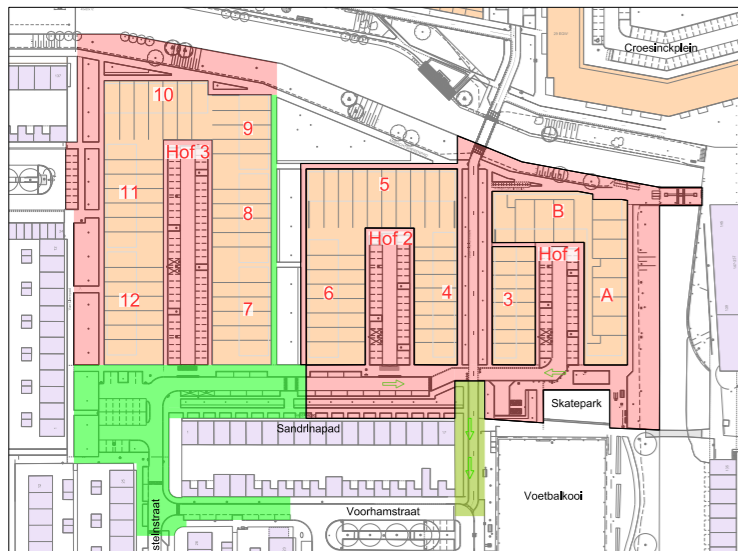 Croesinckplein
10
9
Hof 3
11
8
12
7
5
Hof 2
6
4
B
Hof 1
3
A
Skatepark
Sandrinapad
Voetbalkooi
Voorhamstraat